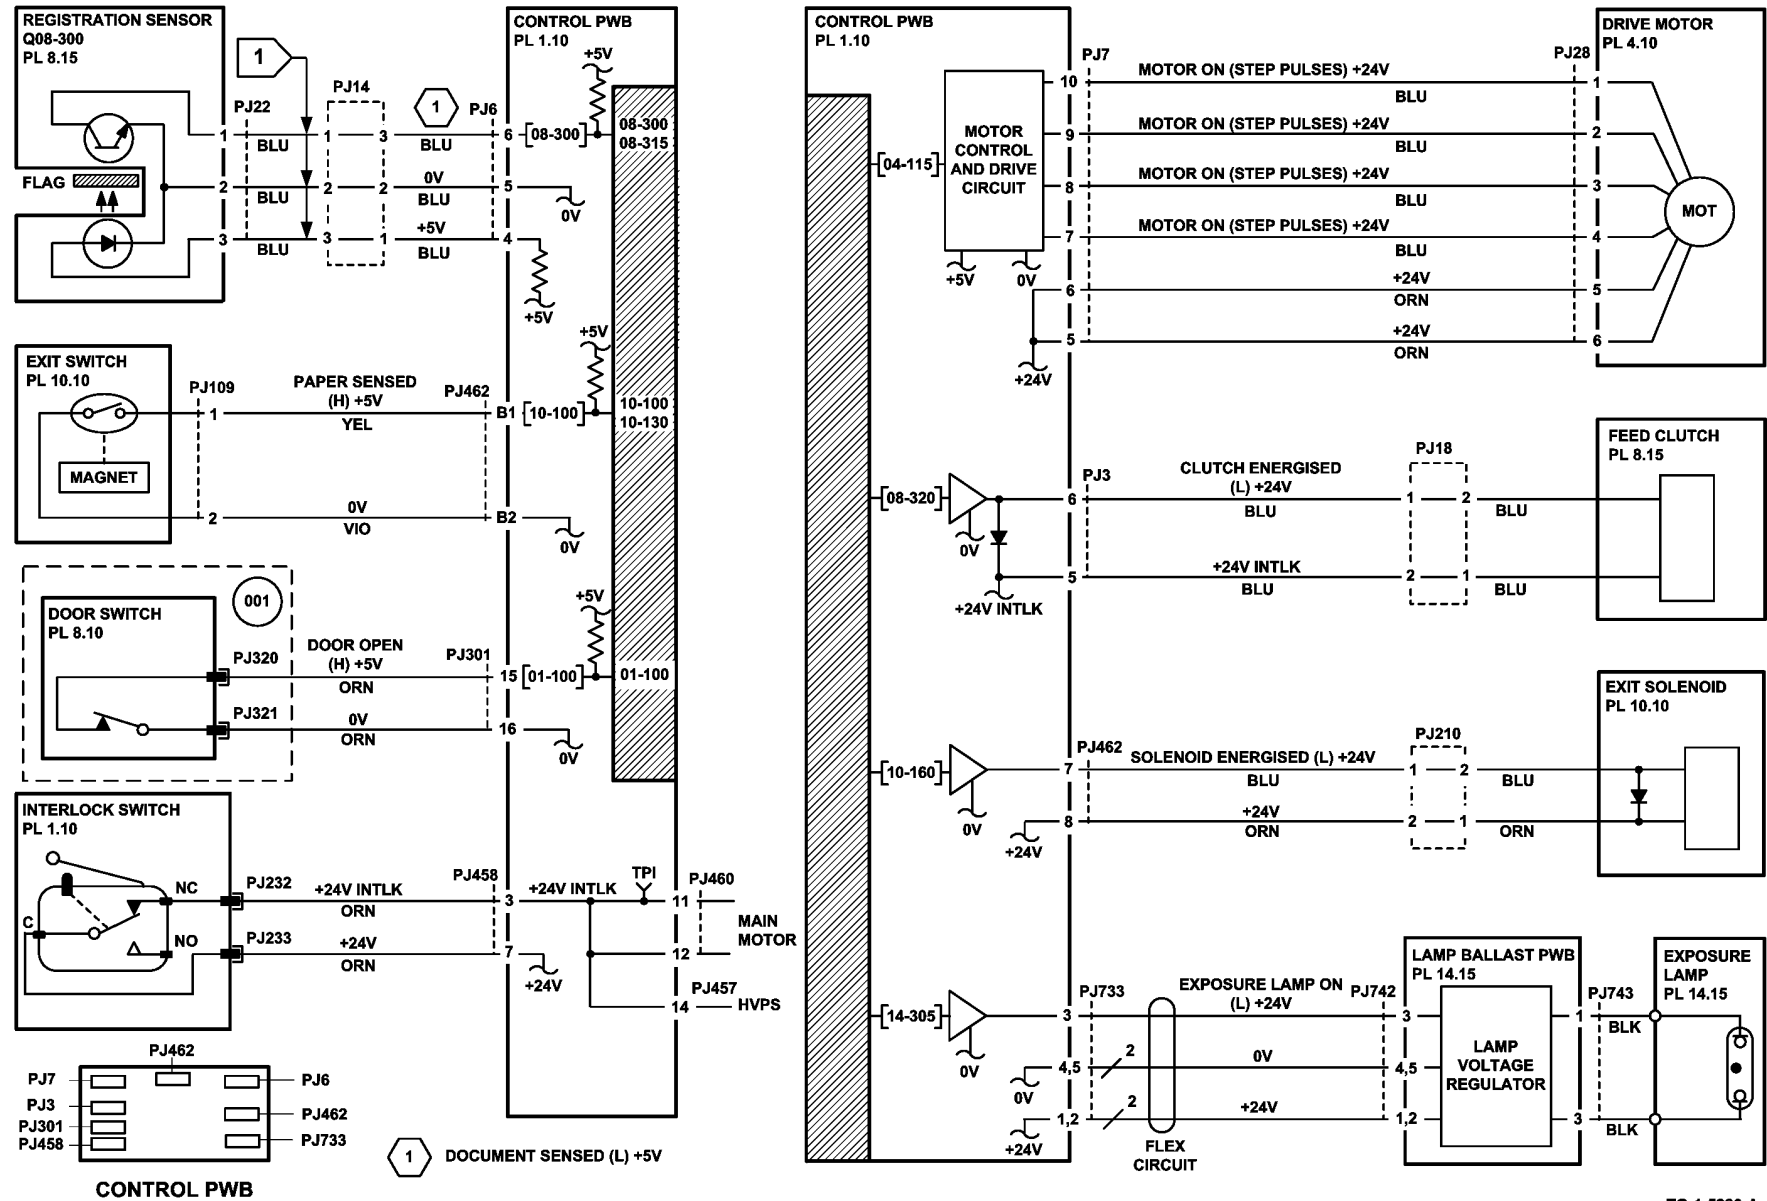 REGISTRATION SENSOR
Q08-300
PL 8.15
1
PJ22
PJ14
1
PJ6
CONTROL PWB
PL 1.10
+5V
1
BLU
1
3
BLU
6
[08-300]
08-300
08-315
FLAG
2
BLU
2
2
0V
BLU
5
0V
3
BLU
3
1
+5V
BLU
4
+5V
EXIT SWITCH
PL 10.10
MAGNET
PJ109
PAPER SENSED
(H) +5V
YEL
PJ462
1
B1
[10-100]
+5V
10-100
10-130
2
0V
VIO
B2
0V
001
DOOR SWITCH
PL 8.10
PJ320
DOOR OPEN
(H) +5V
ORN
PJ301
15
[01-100]
+5V
01-100
PJ321
0V
ORN
16
0V
INTERLOCK SWITCH
PL 1.10
NC
C
NO
PJ232
+24V INTLK
ORN
PJ458
3
+24V INTLK
TPI
11
PJ460
MAIN
MOTOR
PJ233
+24V
ORN
7
+24V
12
PJ457
14
HVPS
PJ462
PJ7
PJ6
PJ3
PJ462
PJ301
PJ458
PJ733
CONTROL PWB
1
DOCUMENT SENSED (L) +5V
CONTROL PWB
PL 1.10
[04-115]
MOTOR
CONTROL
AND DRIVE
CIRCUIT
+5V
0V
PJ7
PJ28
DRIVE MOTOR
PL 4.10
10
MOTOR ON (STEP PULSES) +24V
BLU
1
9
MOTOR ON (STEP PULSES) +24V
BLU
2
8
MOTOR ON (STEP PULSES) +24V
BLU
3
7
MOTOR ON (STEP PULSES) +24V
BLU
4
MOT
6
+24V
ORN
5
5
+24V
ORN
6
+24V
FEED CLUTCH
PL 8.15
[08-320]
0V
PJ3
6
CLUTCH ENERGISED
(L) +24V
BLU
PJ18
1
2
BLU
5
+24V INTLK
BLU
2
1
BLU
+24V INTLK
EXIT SOLENOID
PL 10.10
[10-160]
0V
PJ462
7
SOLENOID ENERGISED (L) +24V
BLU
PJ210
1
2
BLU
8
+24V
ORN
2
1
ORN
+24V
[14-305]
0V
PJ733
3
EXPOSURE LAMP ON
(L) +24V
PJ742
3
LAMP BALLAST PWB
PL 14.15
LAMP
VOLTAGE
REGULATOR
1
PJ743
BLK
EXPOSURE
LAMP
PL 14.15
4,5
2
0V
4,5
0V
1,2
2
+24V
1,2
3
BLK
+24V
FLEX
CIRCUIT